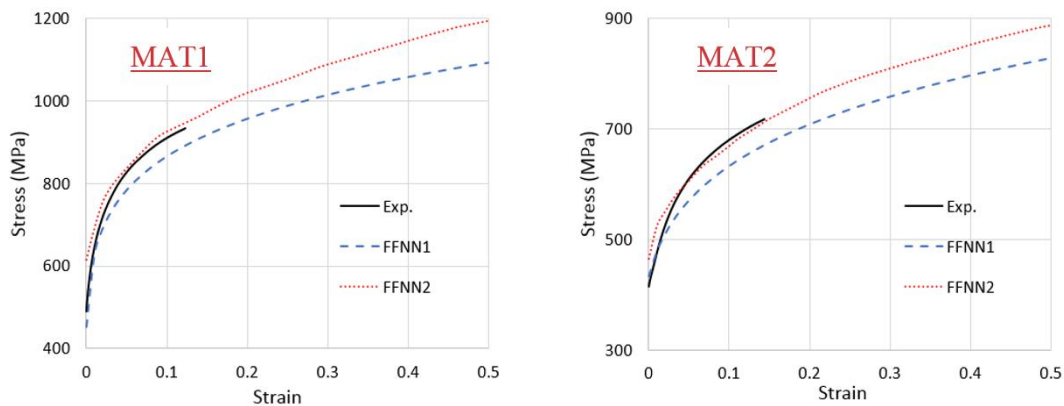 MAT1
Stress (MPa)
1200
1000
800
600
400
Exp.
FFNN1
FFNN2
0
0.1
0.2
0.3
0.4
0.5
Strain
MAT2
Stress (MPa)
900
700
500
300
Exp.
FFNN1
FFNN2
0
0.1
0.2
0.3
0.4
0.5
Strain